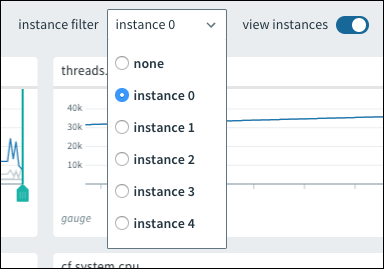 instance filter instance 0 view instances
none
threads.
instance 0
40k
30k
instance 1
20k
instance 2
10k
instance 3
gauge
instance 4
cf.system.cpu